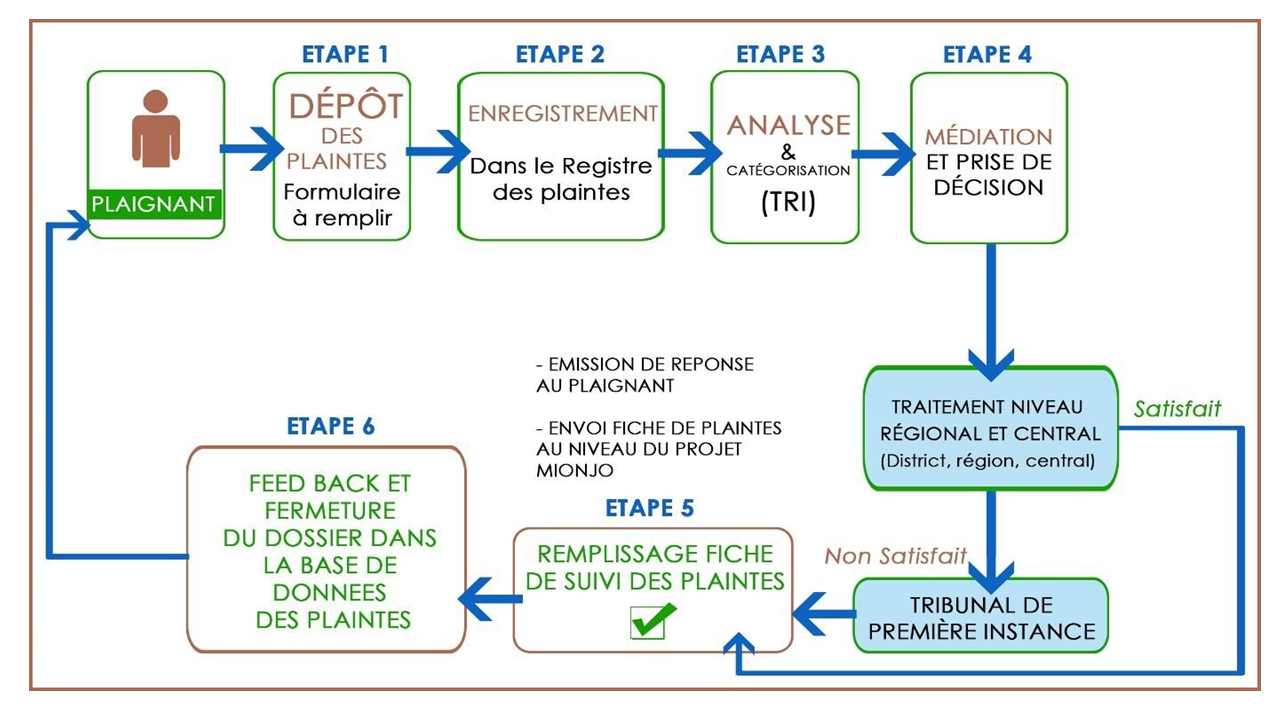 PLAIGNANT
ETAPE 1
DÉPÔT
DES
PLAINTES
Formulaire
à remplir
ETAPE 2
ENREGISTREMENT
Dans le Registre
des plaintes
ETAPE 3
ANALYSE
&
CATÉGORISATION
(TRI)
ETAPE 4
MÉDIATION
ET PRISE DE
DÉCISION
TRAITEMENT NIVEAU
RÉGIONAL ET CENTRAL
(District, région, central)
Satisfait
Non Satisfait
TRIBUNAL DE
PREMIÈRE INSTANCE
- EMISSION DE REPONSE
AU PLAIGNANT
- ENVOI FICHE DE PLAINTES
AU NIVEAU DU PROJET
MIONJO
ETAPE 5
REMPLISSAGE FICHE
DE SUIVI DES PLAINTES
ETAPE 6
FEED BACK ET
FERMETURE
DU DOSSIER DANS
LA BASE DE
DONNEES
DES PLAINTES